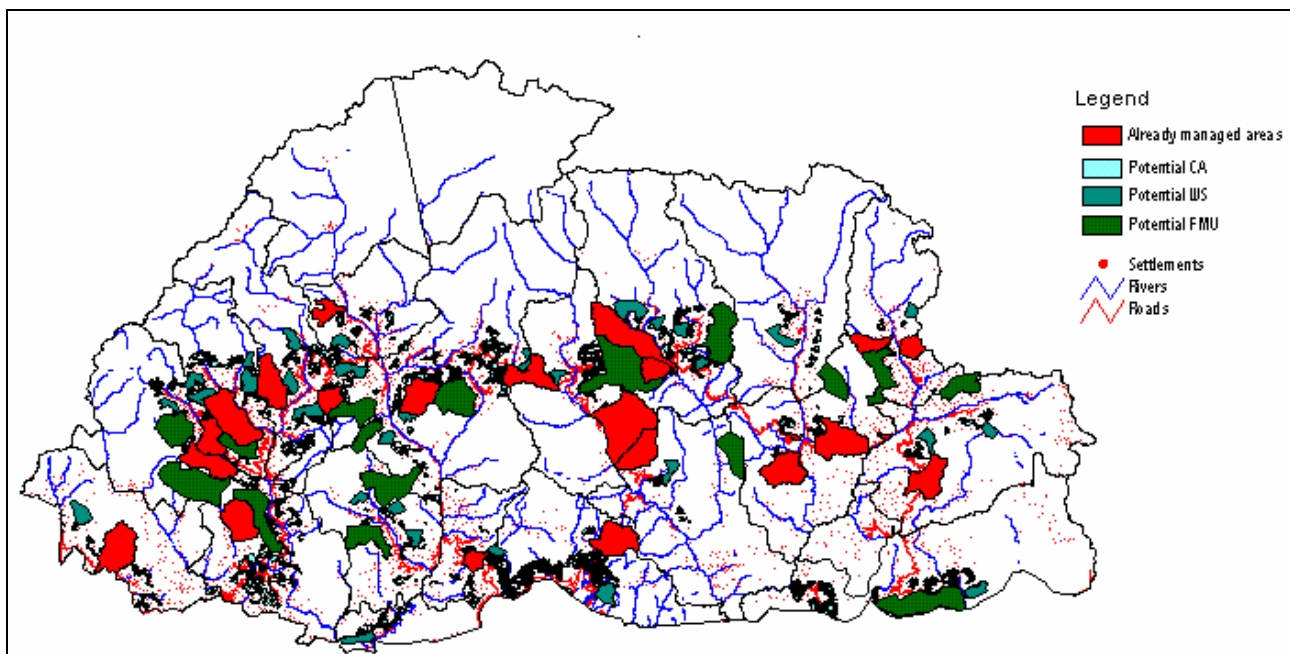 Legend
Already managed areas
Potential CA
Potential WS
Potential FMU
Settlements
Rivers
Roads